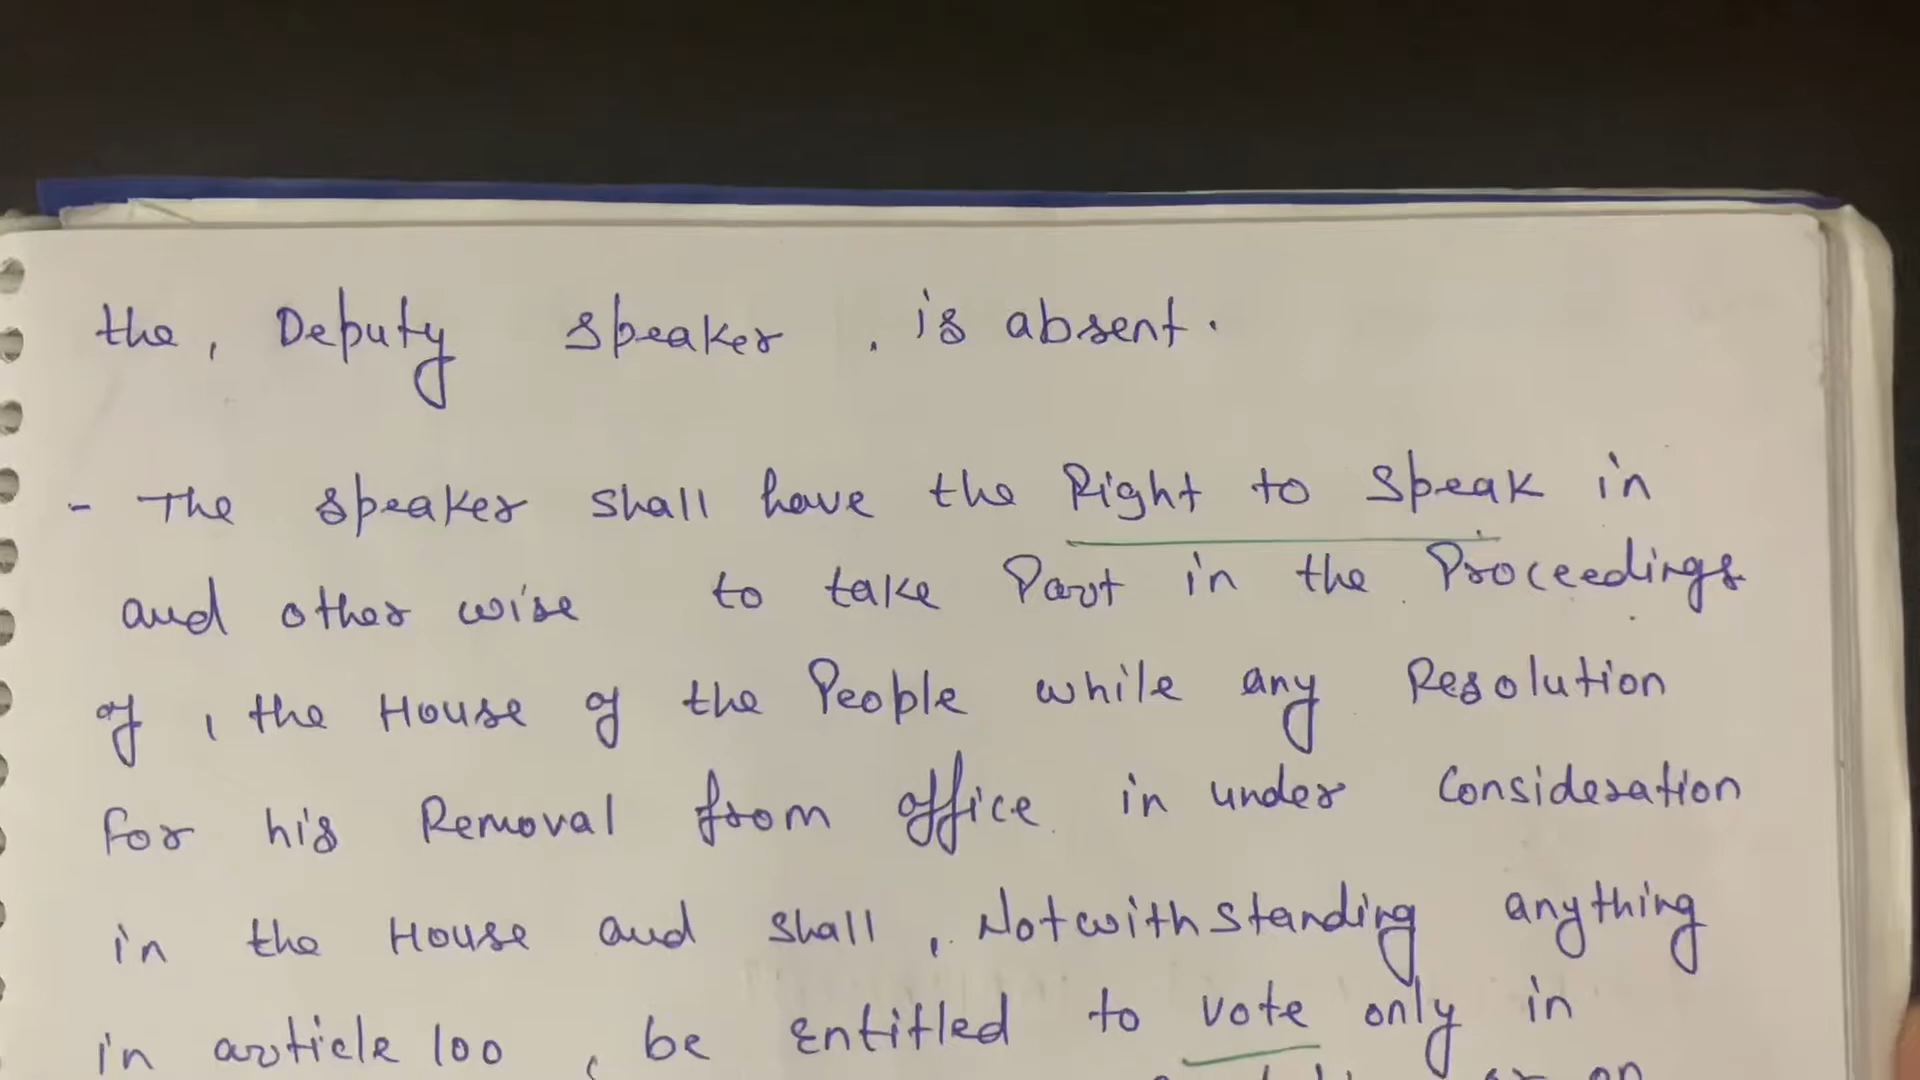 the, Deputy speaker, is absent.
- The speaker shall have the Right to speak in
and other wise to take Part in the Proceedings
of, the House of the People while any Resolution
for his Removal from office in under consideration
in the House and shall, Notwithstanding anything
in article 100, be entitled to vote only in